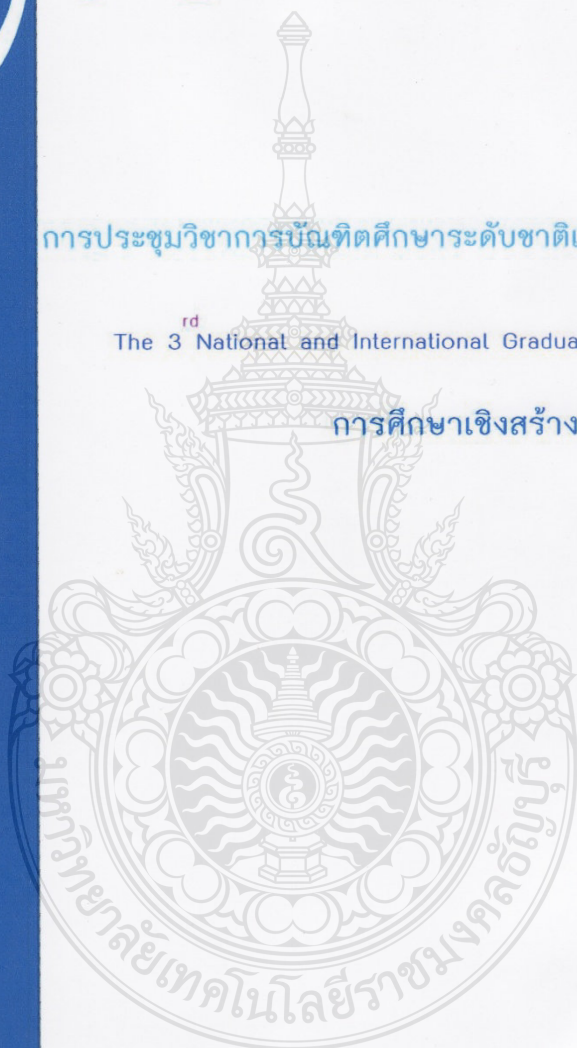 การประชุมวิชาการบัณฑิตศึกษาระดับชาติ
The 3rd National and International
การศึกษาเชิงสร้าง
มหาวิทยาลัยเทคโนโลยีราชมงคลธัญบุรี